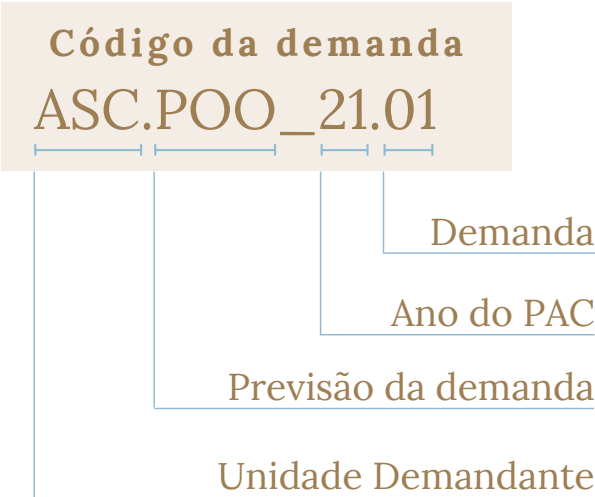 Código da demanda
ASC.POO_21.01
Demanda
Ano do PAC
Previsão da demanda
Unidade Demandante